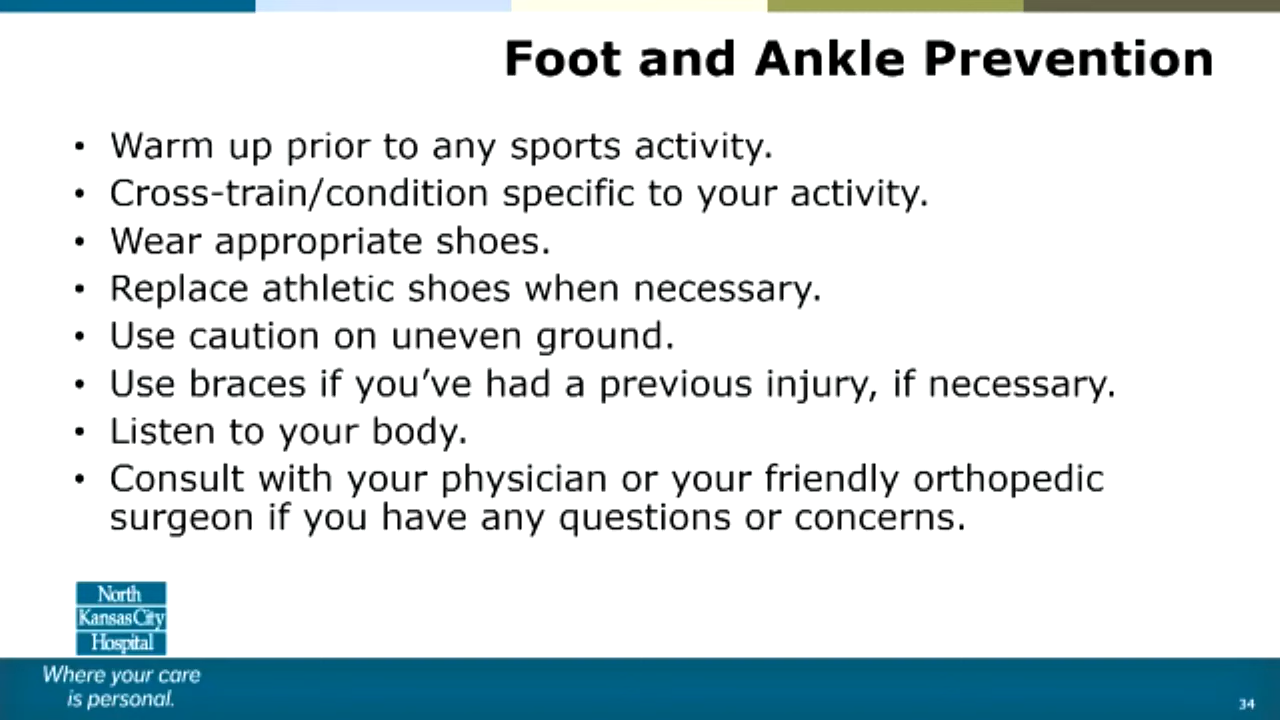 Foot and Ankle Prevention
• Warm up prior to any sports activity.
• Cross-train/condition specific to your activity.
• Wear appropriate shoes.
• Replace athletic shoes when necessary.
• Use caution on uneven ground.
• Use braces if you’ve had a previous injury, if necessary.
• Listen to your body.
• Consult with your physician or your friendly orthopedic
surgeon if you have any questions or concerns.
North
Kansas City
Hospital
Where your care
is personal.
34